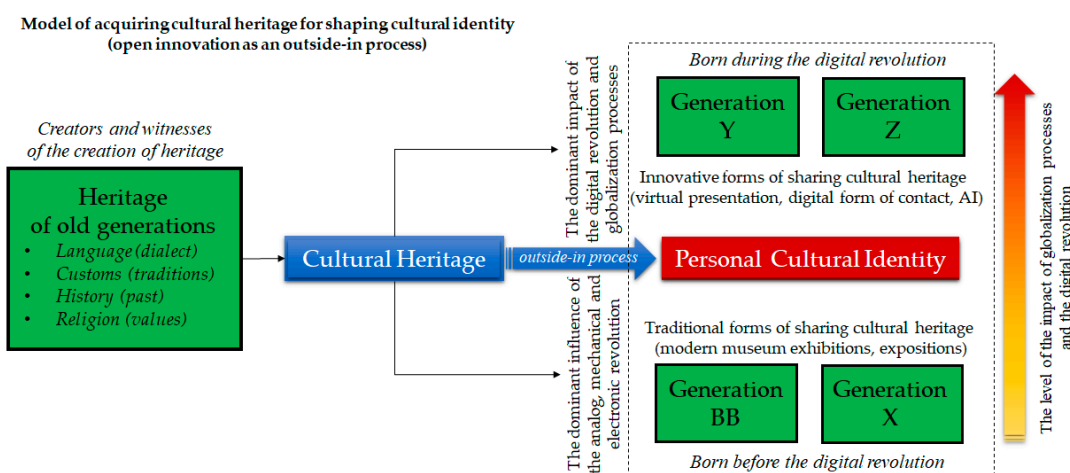 Model of acquiring cultural heritage for shaping cultural identity
(open innovation as an outside-in process)
Creators and witnesses
of the creation of heritage
Heritage
of old generations
• Language (dialect)
• Customs (traditions)
• History (past)
• Religion (values)
Cultural Heritage
outside-in process
The dominant impact of
the digital revolution and
globalization processes
The dominant influence of
the analog, mechanical and
electronic revolution
Born during the digital revolution
Generation
Y
Generation
Z
Innovative forms of sharing cultural heritage
(virtual presentation, digital form of contact, AI)
Personal Cultural Identity
Traditional forms of sharing cultural heritage
(modern museum exhibitions, expositions)
Generation
BB
Generation
X
Born before the digital revolution
The level of the impact of globalization processes
and the digital revolution